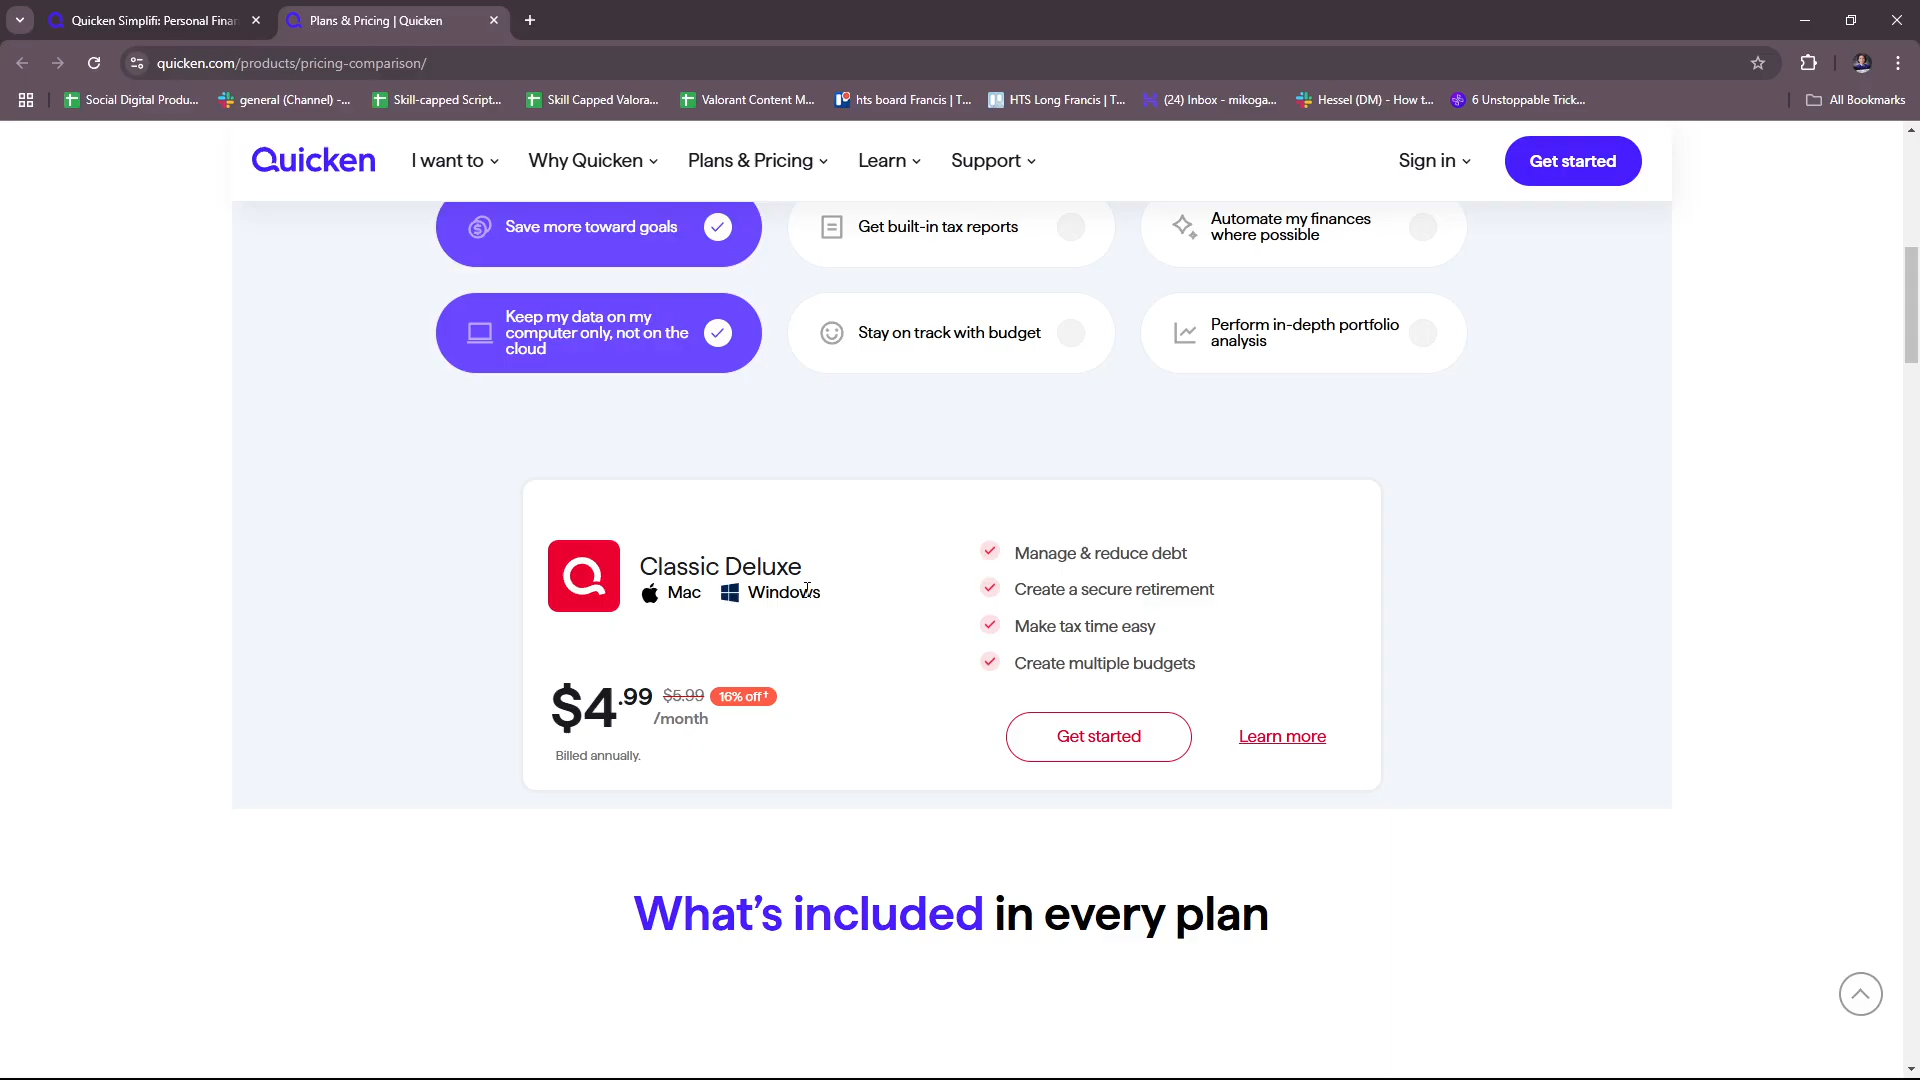 Quicken Simplifi: Personal Finan
Plans & Pricing | Quicken
quicken.com/products/pricing-comparison/
Social Digital Produ...
general (Channel) -...
Skill-capped Script...
Skill Capped Valora...
Valorant Content M...
hts board Francis | T...
HTS Long Francis | T...
(24) Inbox - mikoga...
Hessel (DM) - How t...
6 Unstoppable Trick...
All Bookmarks
Quicken
I want to
Why Quicken
Plans & Pricing
Learn
Support
Sign in
Get started
Save more toward goals
Get built-in tax reports
Automate my finances
where possible
Keep my data on my
computer only, not on the
cloud
Stay on track with budget
Perform in-depth portfolio
analysis
Classic Deluxe
Mac
Windows
$4.99 $5.99 16% off†
/month
Billed annually.
Manage & reduce debt
Create a secure retirement
Make tax time easy
Create multiple budgets
Get started
Learn more
What's included in every plan